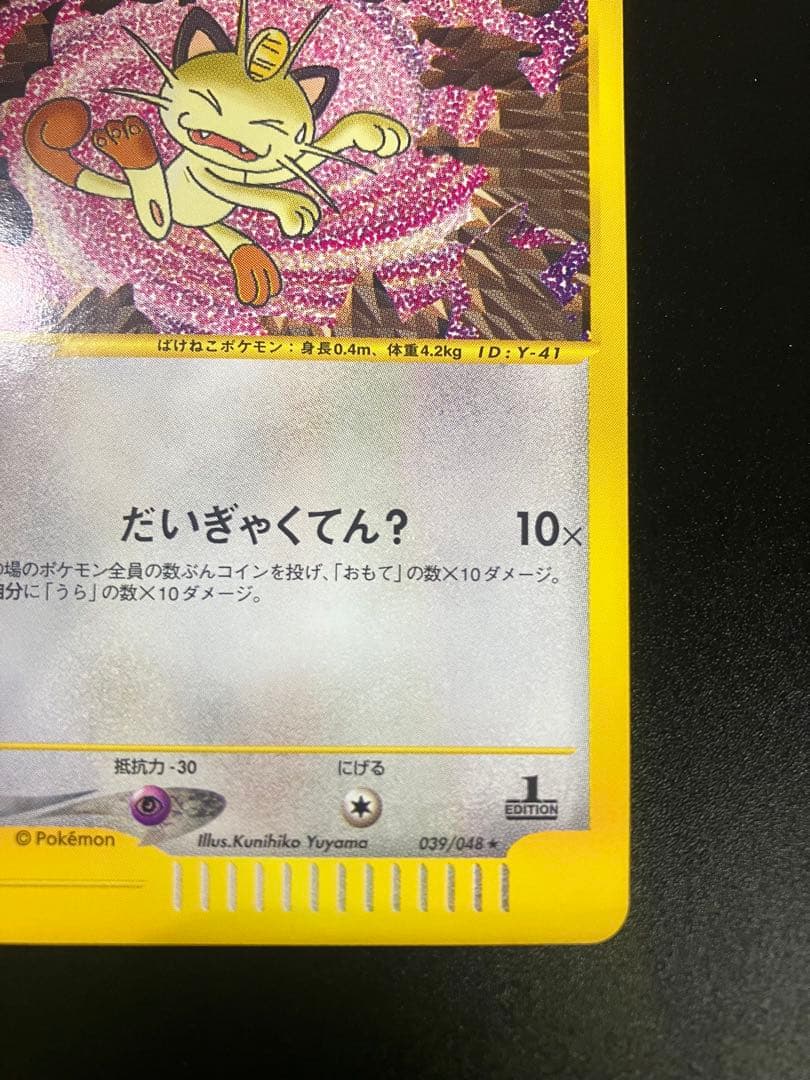 ばけねこポケモン：身長0.4m、体重4.2kg ID:Y-41
だいぎゃくてん？ 10×
場のポケモン全員の数ぶんコインを投げ、「おもて」の数×10ダメージ。
自分に「うら」の数×10ダメージ。
抵抗力-30 にげる
1
EDITION
© Pokémon Illus.Kunihiko Yuyama 039/048★